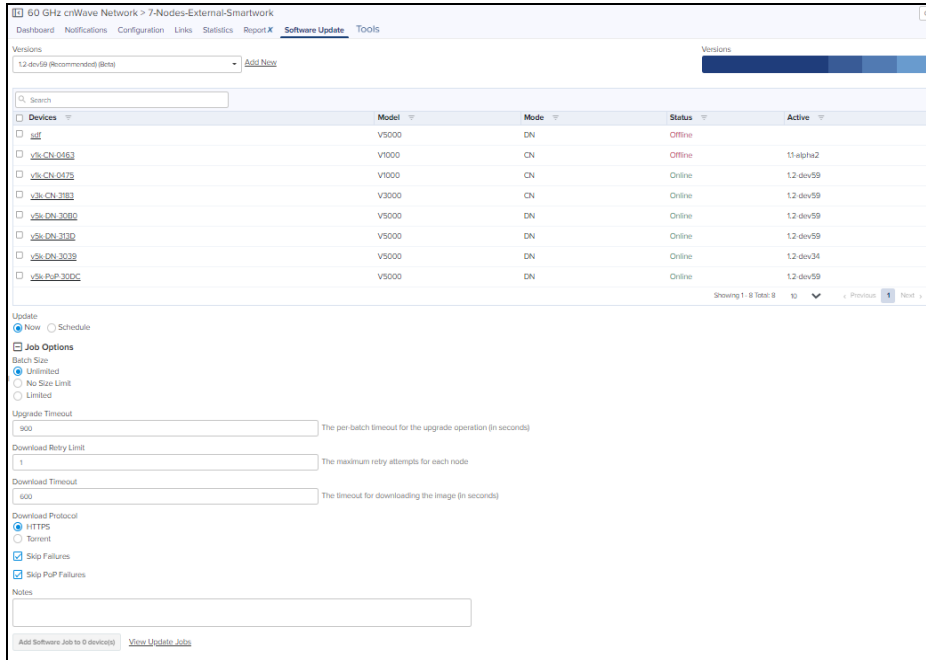 60 GHz cnWave Network > 7-Nodes-External-Smartwork
Dashboard Notifications Configuration Links Statistics Report X Software Update Tools
Versions Versions
1.2-dev59 (Recommended) (Beta) Add New
Search
Devices Model Mode Status Active
sdf V5000 DN Offline
v1k-CN-0463 V1000 CN Offline 1.1-alpha2
v1k-CN-0475 V1000 CN Online 1.2-dev59
v3k-CN-3183 V3000 CN Online 1.2-dev59
v5k-DN-30B0 V5000 DN Online 1.2-dev59
v5k-DN-313D V5000 DN Online 1.2-dev59
v5k-DN-3039 V5000 DN Online 1.2-dev34
v5k-PoP-30DC V5000 DN Online 1.2-dev59
Showing 1 - 8 Total: 8 10 ‹ Previous 1 Next ›
Update
Now Schedule
Job Options
Batch Size
Unlimited
No Size Limit
Limited
Upgrade Timeout
900 The per-batch timeout for the upgrade operation (in seconds)
Download Retry Limit
1 The maximum retry attempts for each node
Download Timeout
600 The timeout for downloading the image (in seconds)
Download Protocol
HTTPS
Torrent
Skip Failures
Skip PoP Failures
Notes
Add Software Job to 0 device(s) View Update Jobs